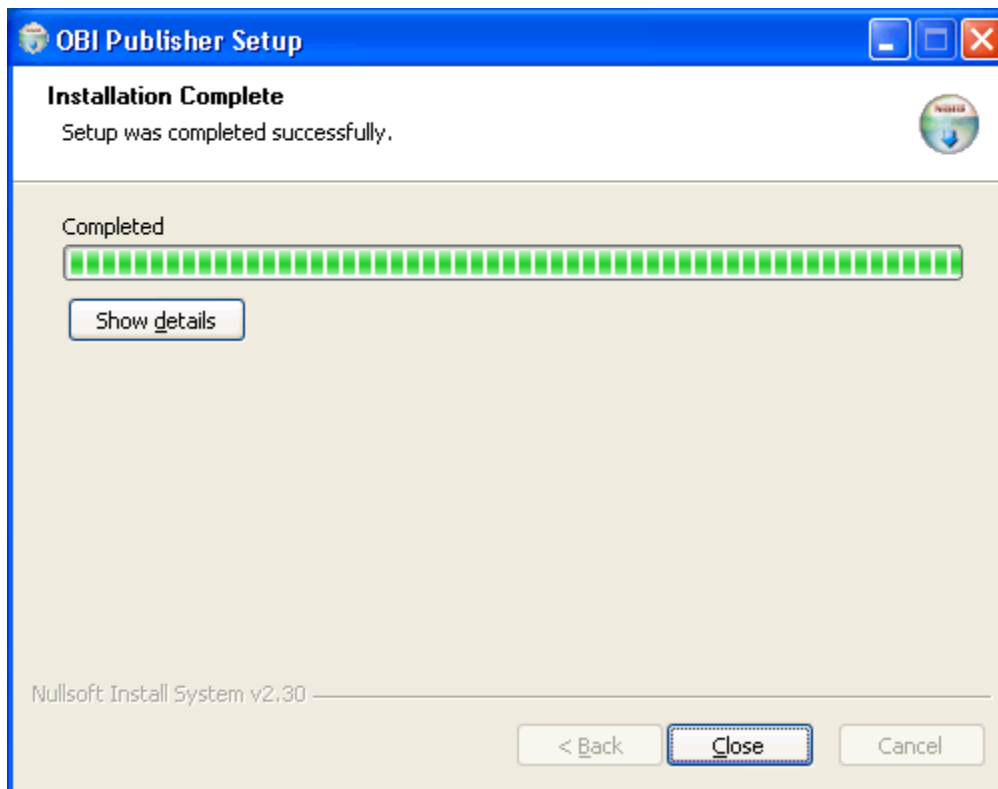 OBI Publisher Setup
Installation Complete
Setup was completed successfully.
Completed
Show details
Nullsoft Install System v2.30
< Back
Close
Cancel